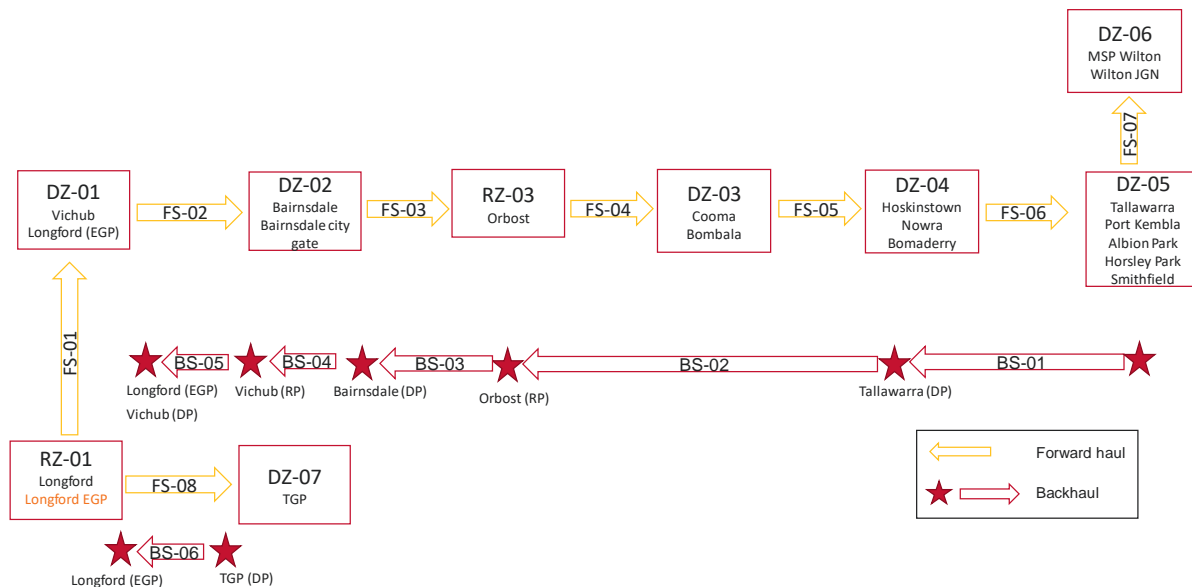 DZ-06
MSP Wilton
Wilton JGN
FS-07
DZ-01
Vichub
Longford (EGP)
FS-02
DZ-02
Bairnsdale
Bairnsdale city
gate
FS-03
RZ-03
Orbost
FS-04
DZ-03
Cooma
Bombala
FS-05
DZ-04
Hoskinstown
Nowra
Bomaderry
FS-06
DZ-05
Tallawarra
Port Kembla
Albion Park
Horsley Park
Smithfield
FS-01
BS-05
BS-04
BS-03
BS-02
BS-01
Longford (EGP)
Vichub (DP)
Vichub (RP)
Bairnsdale (DP)
Orbost (RP)
Tallawarra (DP)
RZ-01
Longford
Longford EGP
FS-08
DZ-07
TGP
Forward haul
Backhaul
BS-06
Longford (EGP)
TGP (DP)